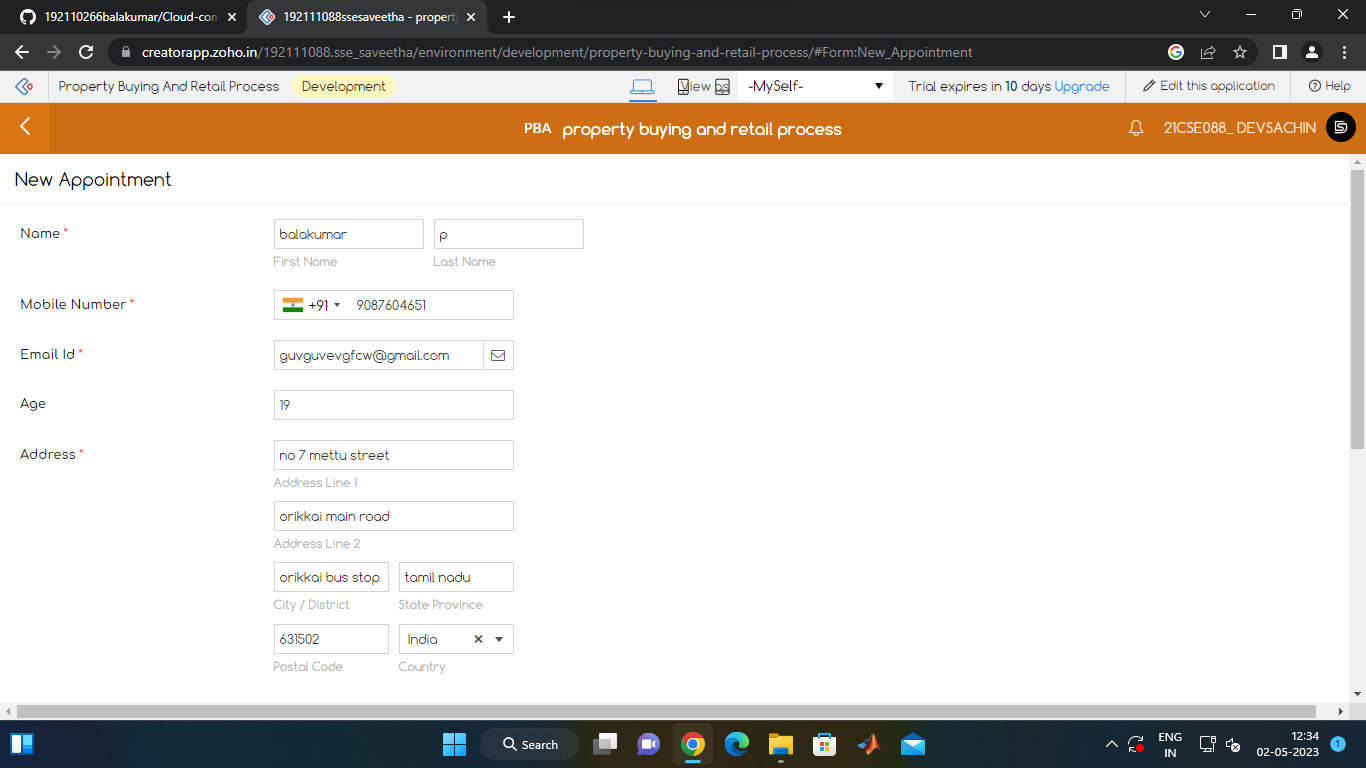 192110266balakumar/Cloud-com
192111088ssesaveetha - property
creatorapp.zoho.in/192111088.sse_saveetha/environment/development/property-buying-and-retail-process/#Form:New_Appointment
Property Buying And Retail Process Development View as -MySelf- Trial expires in 10 days Upgrade Edit this application Help
PBA property buying and retail process 21CSE088_ DEVSACHIN
New Appointment
Name * balakumar p
First Name Last Name
Mobile Number * +91 9087604651
Email Id * guvguvevgfcw@gmail.com
Age 19
Address * no 7 mettu street
Address Line 1
orikkai main road
Address Line 2
orikkai bus stop tamil nadu
City / District State Province
631502 India
Postal Code Country
Search
ENG
IN
12:34
02-05-2023
1